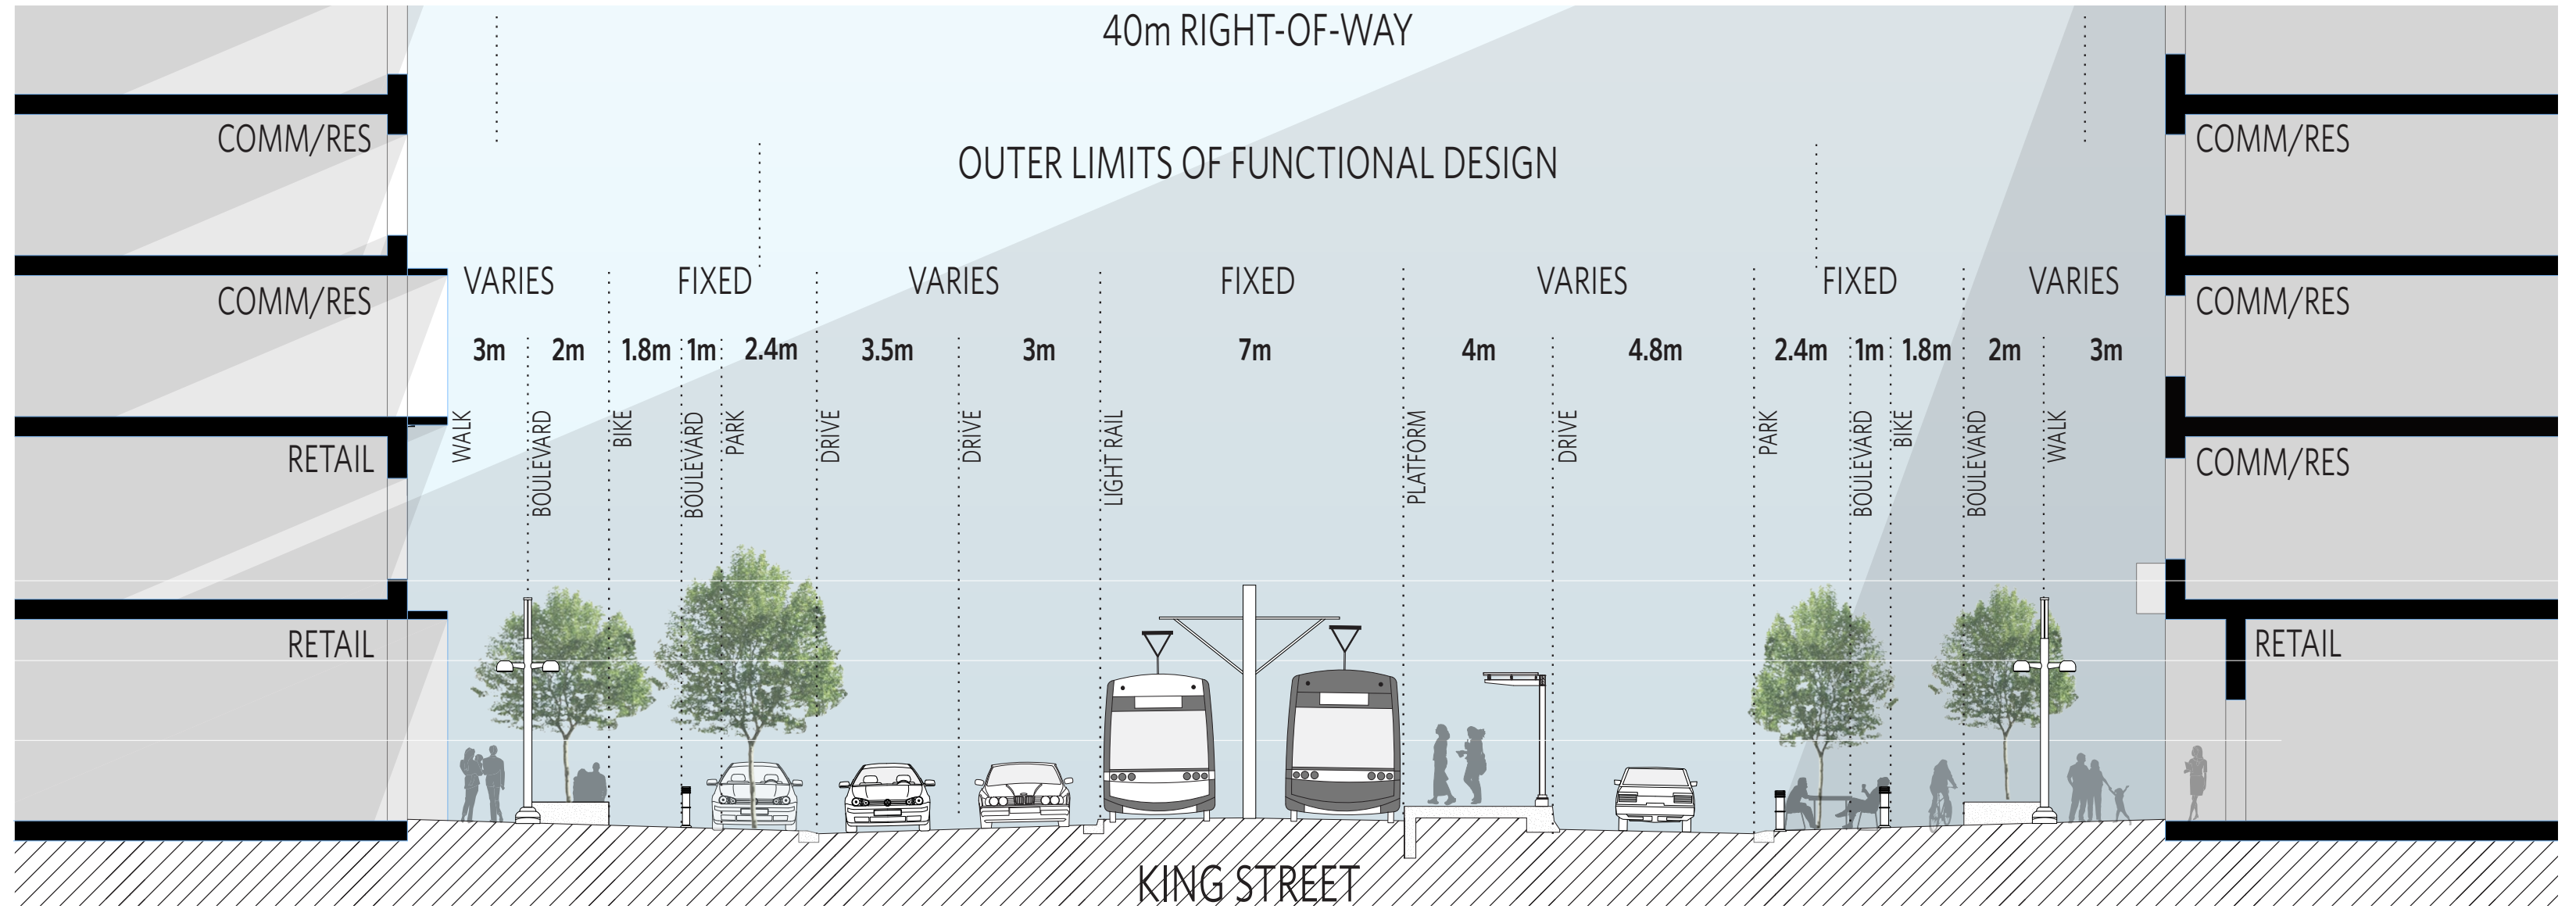 40m RIGHT-OF-WAY
OUTER LIMITS OF FUNCTIONAL DESIGN
COMM/RES
COMM/RES
RETAIL
RETAIL
VARIES FIXED VARIES FIXED VARIES FIXED VARIES
3m 2m 1.8m 1m 2.4m 3.5m 3m 7m 4m 4.8m 2.4m 1m 1.8m 2m 3m
WALK
BOULEVARD
BIKE
BOULEVARD
PARK
DRIVE
DRIVE
LIGHT RAIL
PLATFORM
DRIVE
PARK
BOULEVARD
BIKE
BOULEVARD
WALK
COMM/RES
COMM/RES
COMM/RES
RETAIL
KING STREET